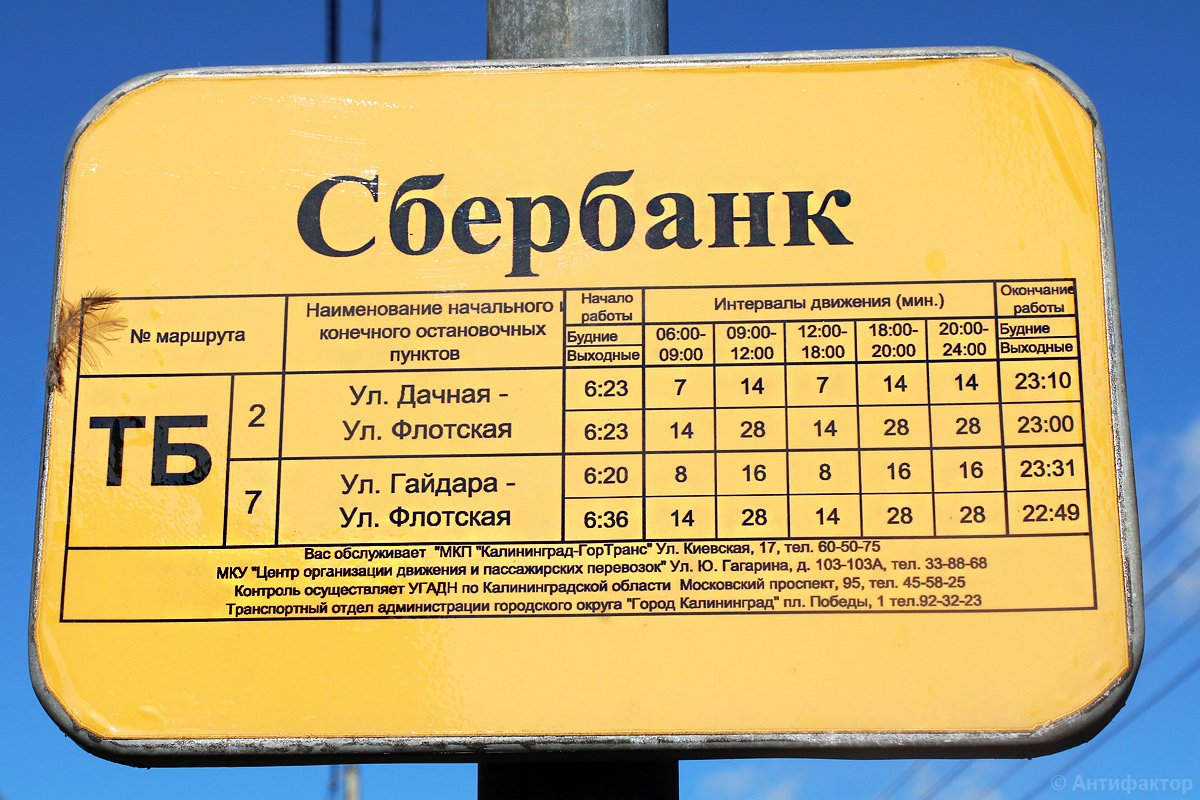 Сбербанк
№ маршрута
Наименование начального и
конечного остановочных
пунктов
Начало
работы
Будние
Выходные
Интервалы движения (мин.)
06:00-09:00 09:00-12:00 12:00-18:00 18:00-20:00 20:00-24:00
Окончание
работы
Будние
Выходные
ТБ
2
Ул. Дачная -
Ул. Флотская
6:23 7 14 7 14 14 23:10
6:23 14 28 14 28 28 23:00
7
Ул. Гайдара -
Ул. Флотская
6:20 8 16 8 16 16 23:31
6:36 14 28 14 28 28 22:49
Вас обслуживает "МКП "Калининград-ГорТранс" Ул. Киевская, 17, тел. 60-50-75
МКУ "Центр организации движения и пассажирских перевозок" Ул. Ю. Гагарина, д. 103-103А, тел. 33-88-68
Контроль осуществляет УГАДН по Калининградской области Московский проспект, 95, тел. 45-58-25
Транспортный отдел администрации городского округа "Город Калининград" пл. Победы, 1 тел.92-32-23
© Антифактор